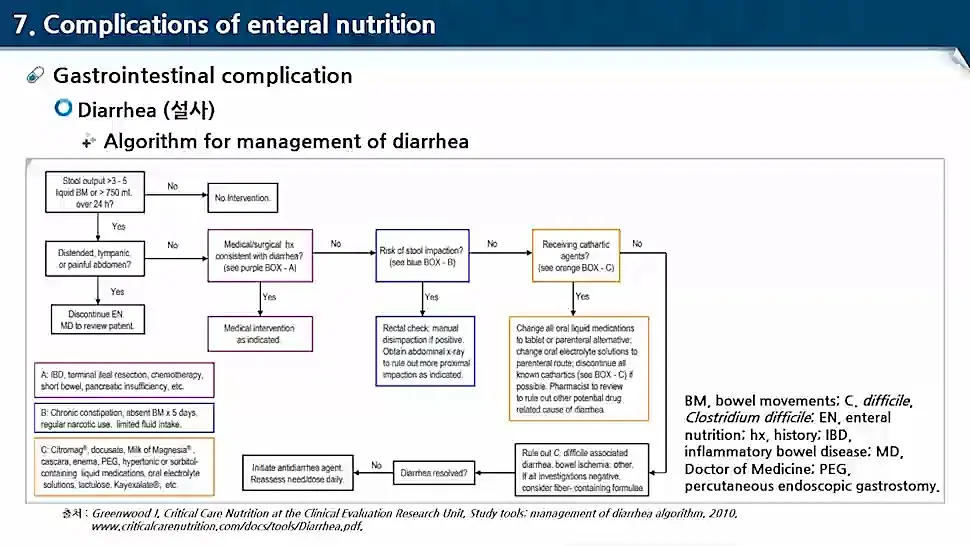 7. Complications of enteral nutrition
Gastrointestinal complication
Diarrhea (설사)
Algorithm for management of diarrhea
Stool output >3 - 5
liquid BM or > 750 mL
over 24 h?
No
No Intervention.
Yes
Distended, tympanic,
or painful abdomen?
No
Medical/surgical hx
consistent with diarrhea?
(see purple BOX - A)
No
Risk of stool impaction?
(see blue BOX - B)
No
Receiving cathartic
agents?
(see orange BOX - C)
No
Yes
Yes
Yes
Yes
Discontinue EN.
MD to review patient.
Medical intervention
as indicated.
Rectal check: manual
disimpaction if positive.
Obtain abdominal x-ray
to rule out more proximal
impaction as indicated.
Change all oral liquid medications
to tablet or parenteral alternative;
change oral electrolyte solutions to
parenteral route; discontinue all
known cathartics (see BOX - C) if
possible. Pharmacist to review
to rule out other potential drug
related cause of diarrhea
A: IBD, terminal ileal resection, chemotherapy,
short bowel, pancreatic insufficiency, etc.
B: Chronic constipation, absent BM x 5 days,
regular narcotic use. limited fluid intake.
C: Citromag®, docusate, Milk of Magnesia®,
cascara, enema, PEG, hypertonic or sorbitol-
containing liquid medications, oral electrolyte
solutions, lactulose, Kayexalate®, etc.
Initiate antidiarrhea agent.
Reassess need/dose daily.
No
Diarrhea resolved?
Rule out C. difficile associated
diarrhea, bowel ischemia; other.
If all investigations negative,
consider fiber- containing formulae.
BM, bowel movements; C. difficile,
Clostridium difficile; EN, enteral
nutrition; hx, history; IBD,
inflammatory bowel disease; MD,
Doctor of Medicine; PEG,
percutaneous endoscopic gastrostomy.
출처 : Greenwood J, Critical Care Nutrition at the Clinical Evaluation Research Unit, Study tools: management of diarrhea algorithm, 2010,
www.criticalcarenutrition.com/docs/tools/Diarrhea.pdf.